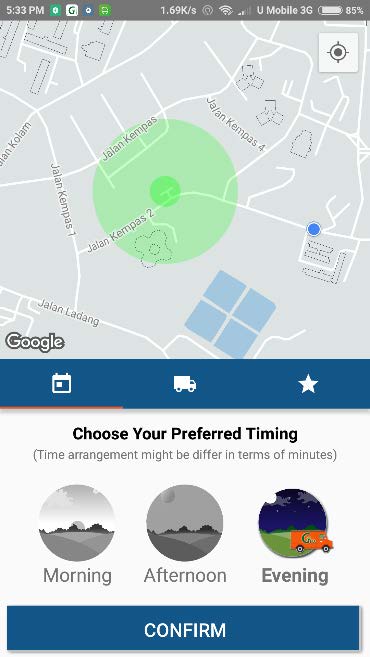 5:33 PM 1.69K/s U Mobile 3G 85%
Jalan Kempas
Jalan Kempas 4
alan Kolam
Jalan Kempas 1
Jalan Kempas 2
Jalan Ladang
Google
Choose Your Preferred Timing
(Time arrangement might be differ in terms of minutes)
Morning Afternoon Evening
CONFIRM